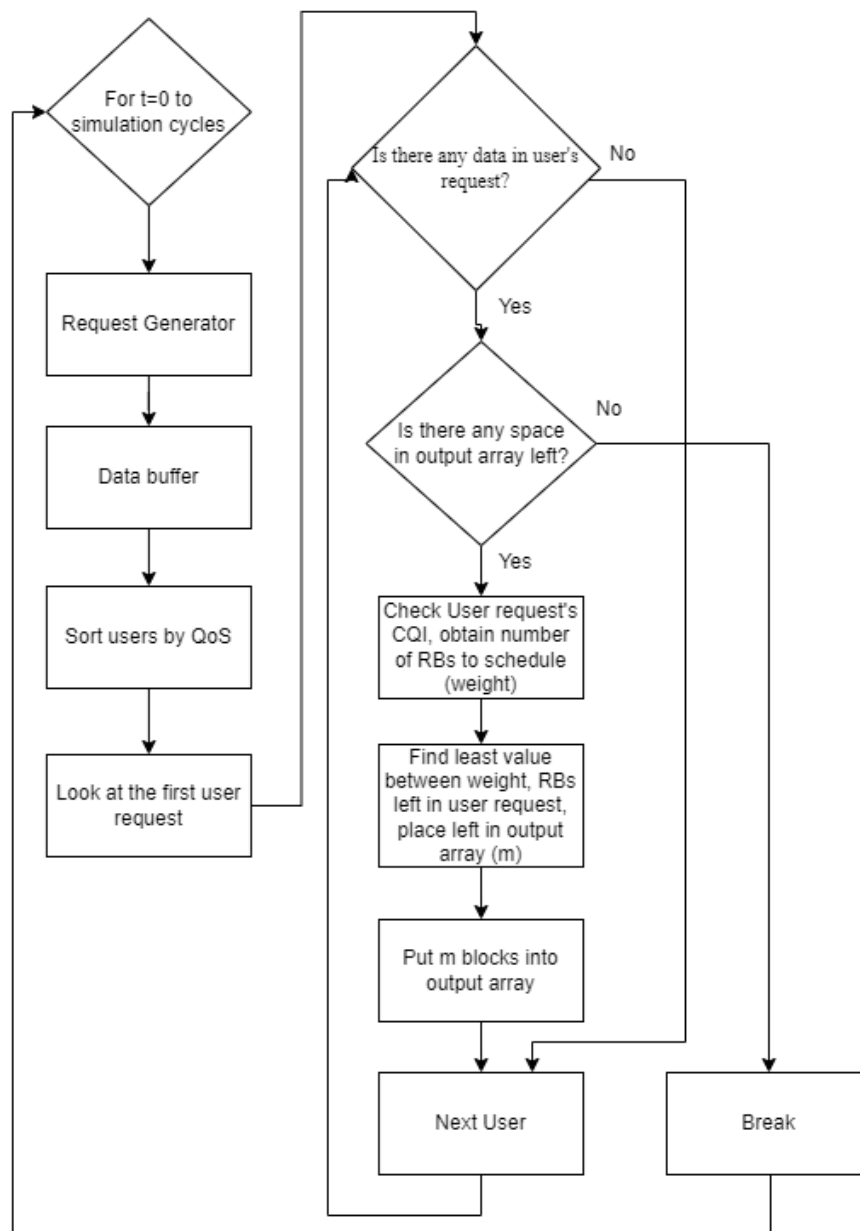 For t=0 to
simulation cycles
Request Generator
Data buffer
Sort users by QoS
Look at the first user
request
Is there any data in user's
request?
No
Yes
Is there any space
in output array left?
No
Yes
Check User request's
CQI, obtain number
of RBs to schedule
(weight)
Find least value
between weight, RBs
left in user request,
place left in output
array (m)
Put m blocks into
output array
Next User
Break